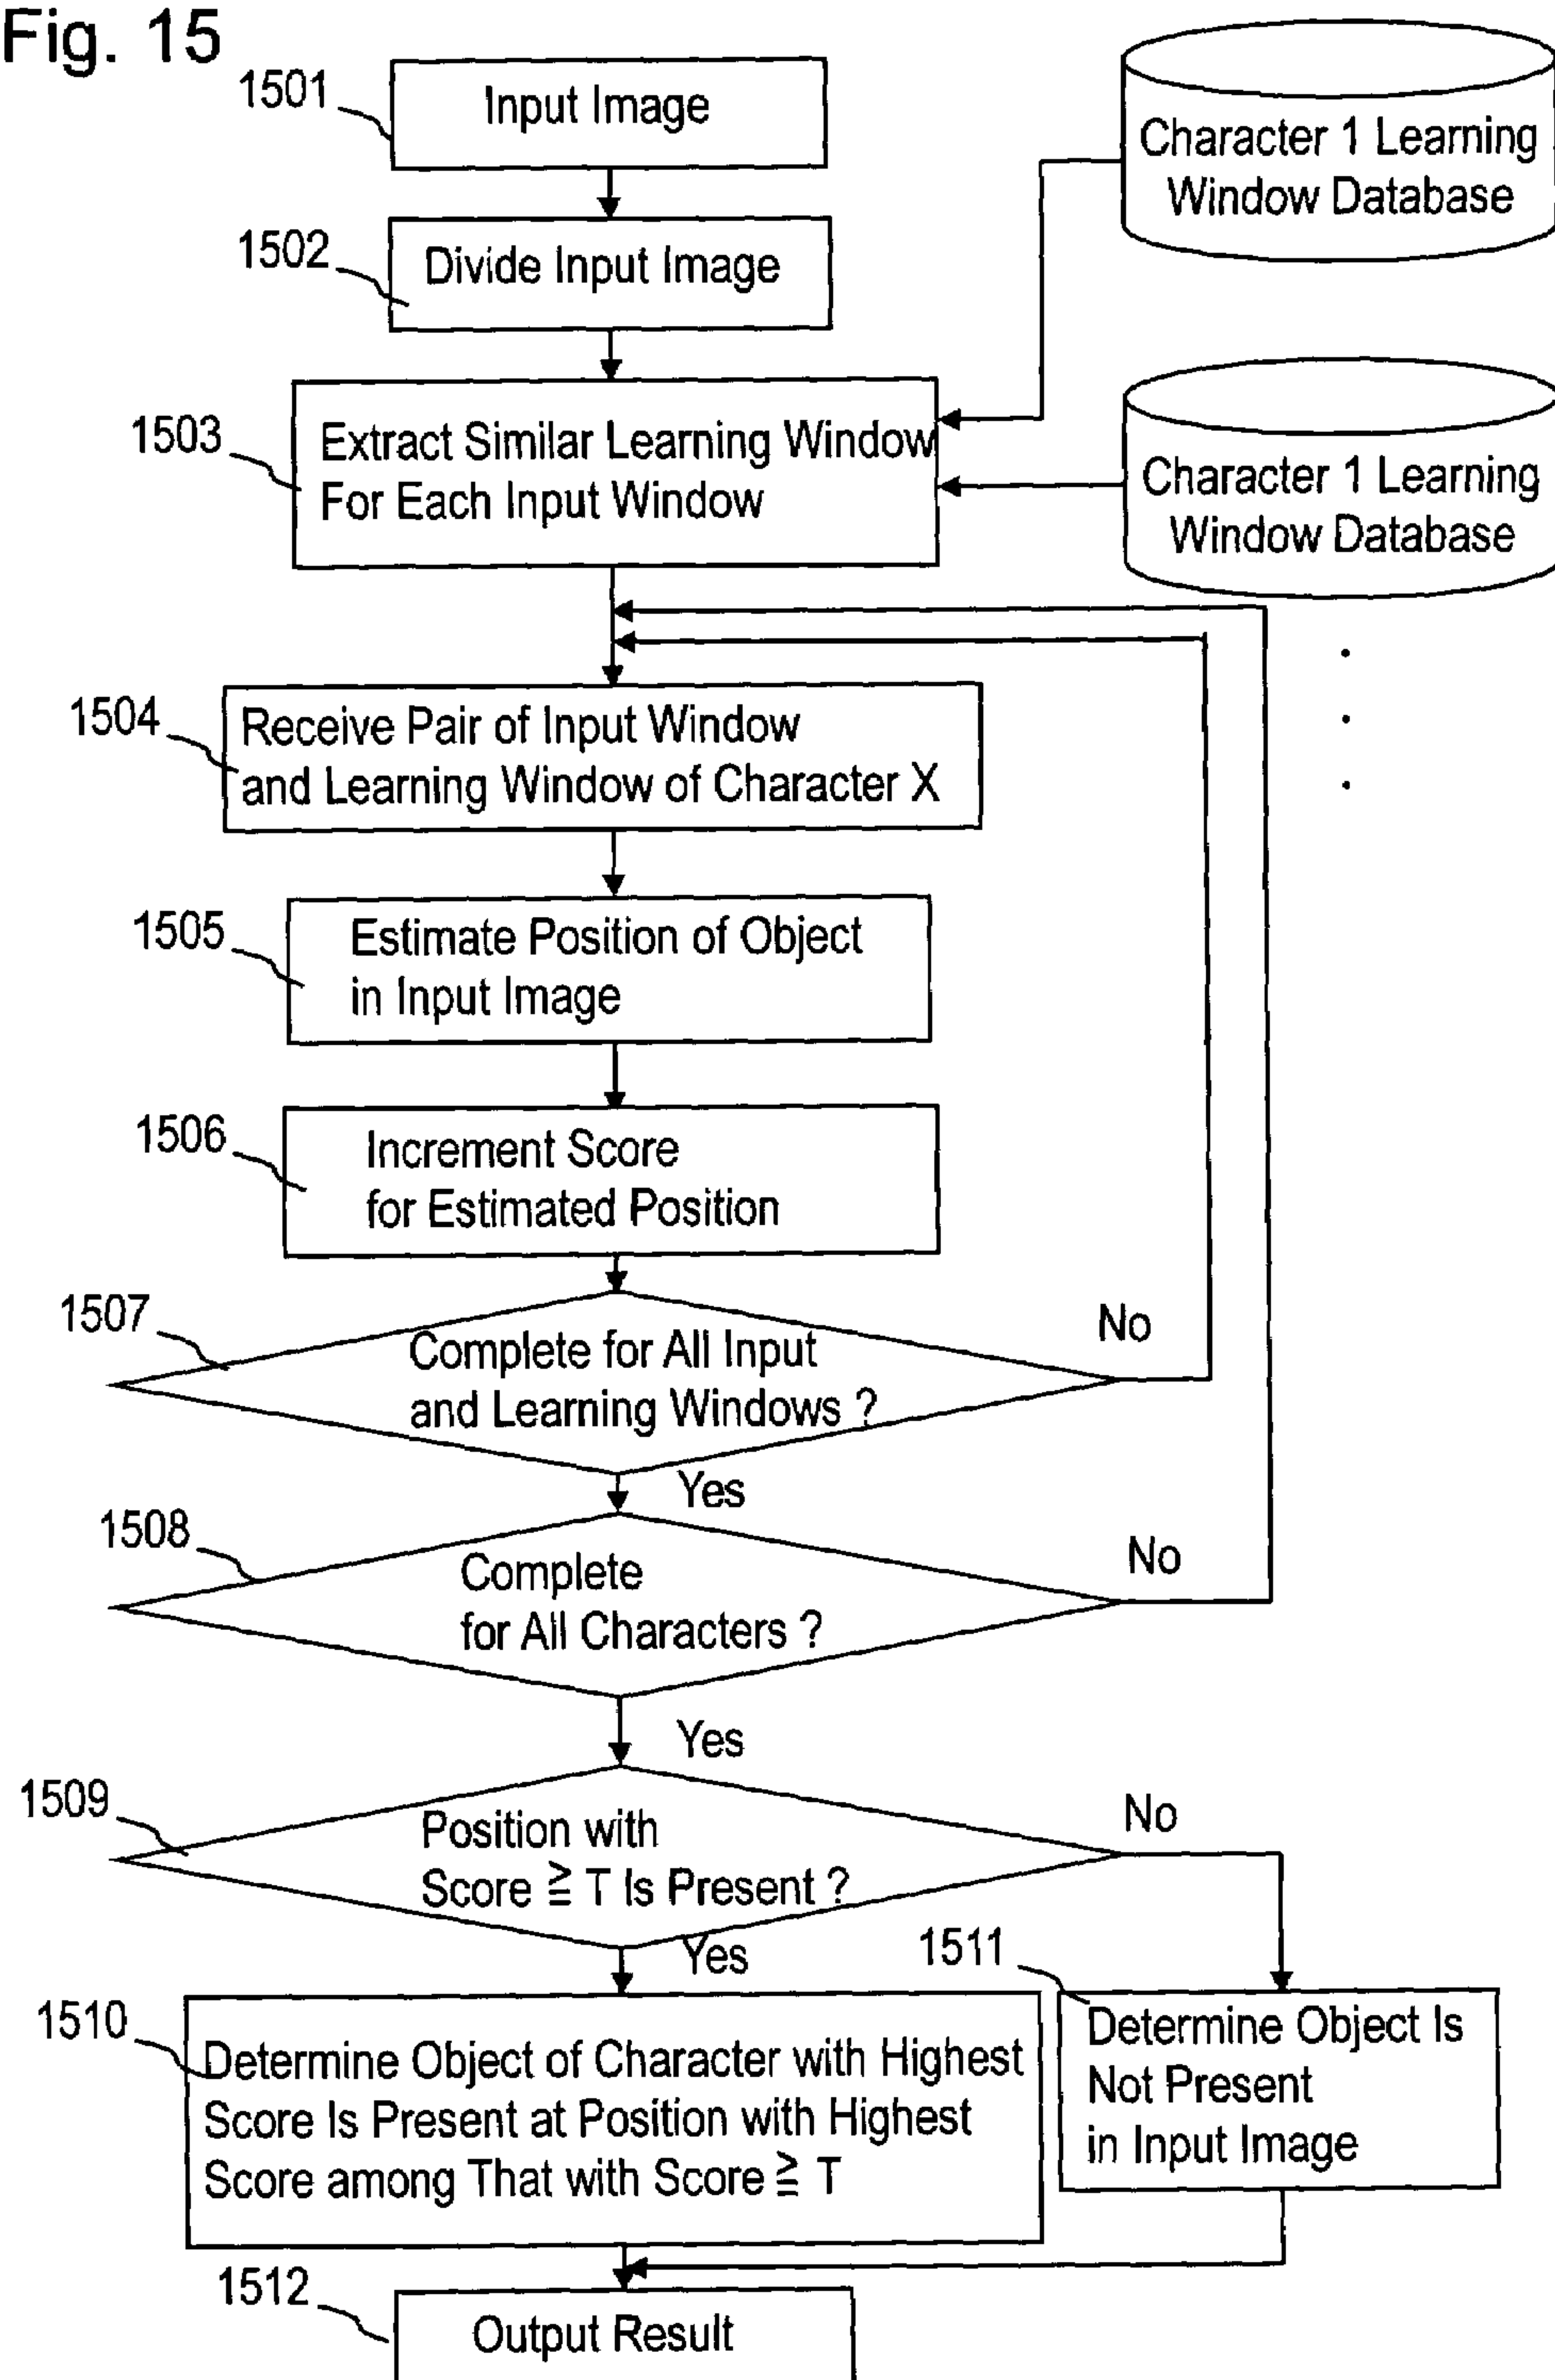 Fig. 15
1501
Input Image
Character 1 Learning
Window Database
1502
Divide Input Image
1503
Extract Similar Learning Window
For Each Input Window
Character 1 Learning
Window Database
.
.
.
1504
Receive Pair of Input Window
and Learning Window of Character X
1505
Estimate Position of Object
in Input Image
1506
Increment Score
for Estimated Position
1507
Complete for All Input
and Learning Windows ?
No
Yes
1508
Complete
for All Characters ?
No
Yes
1509
Position with
Score ≧ T Is Present ?
No
Yes
1510
Determine Object of Character with Highest
Score Is Present at Position with Highest
Score among That with Score ≧ T
1511
Determine Object Is
Not Present
in Input Image
1512
Output Result